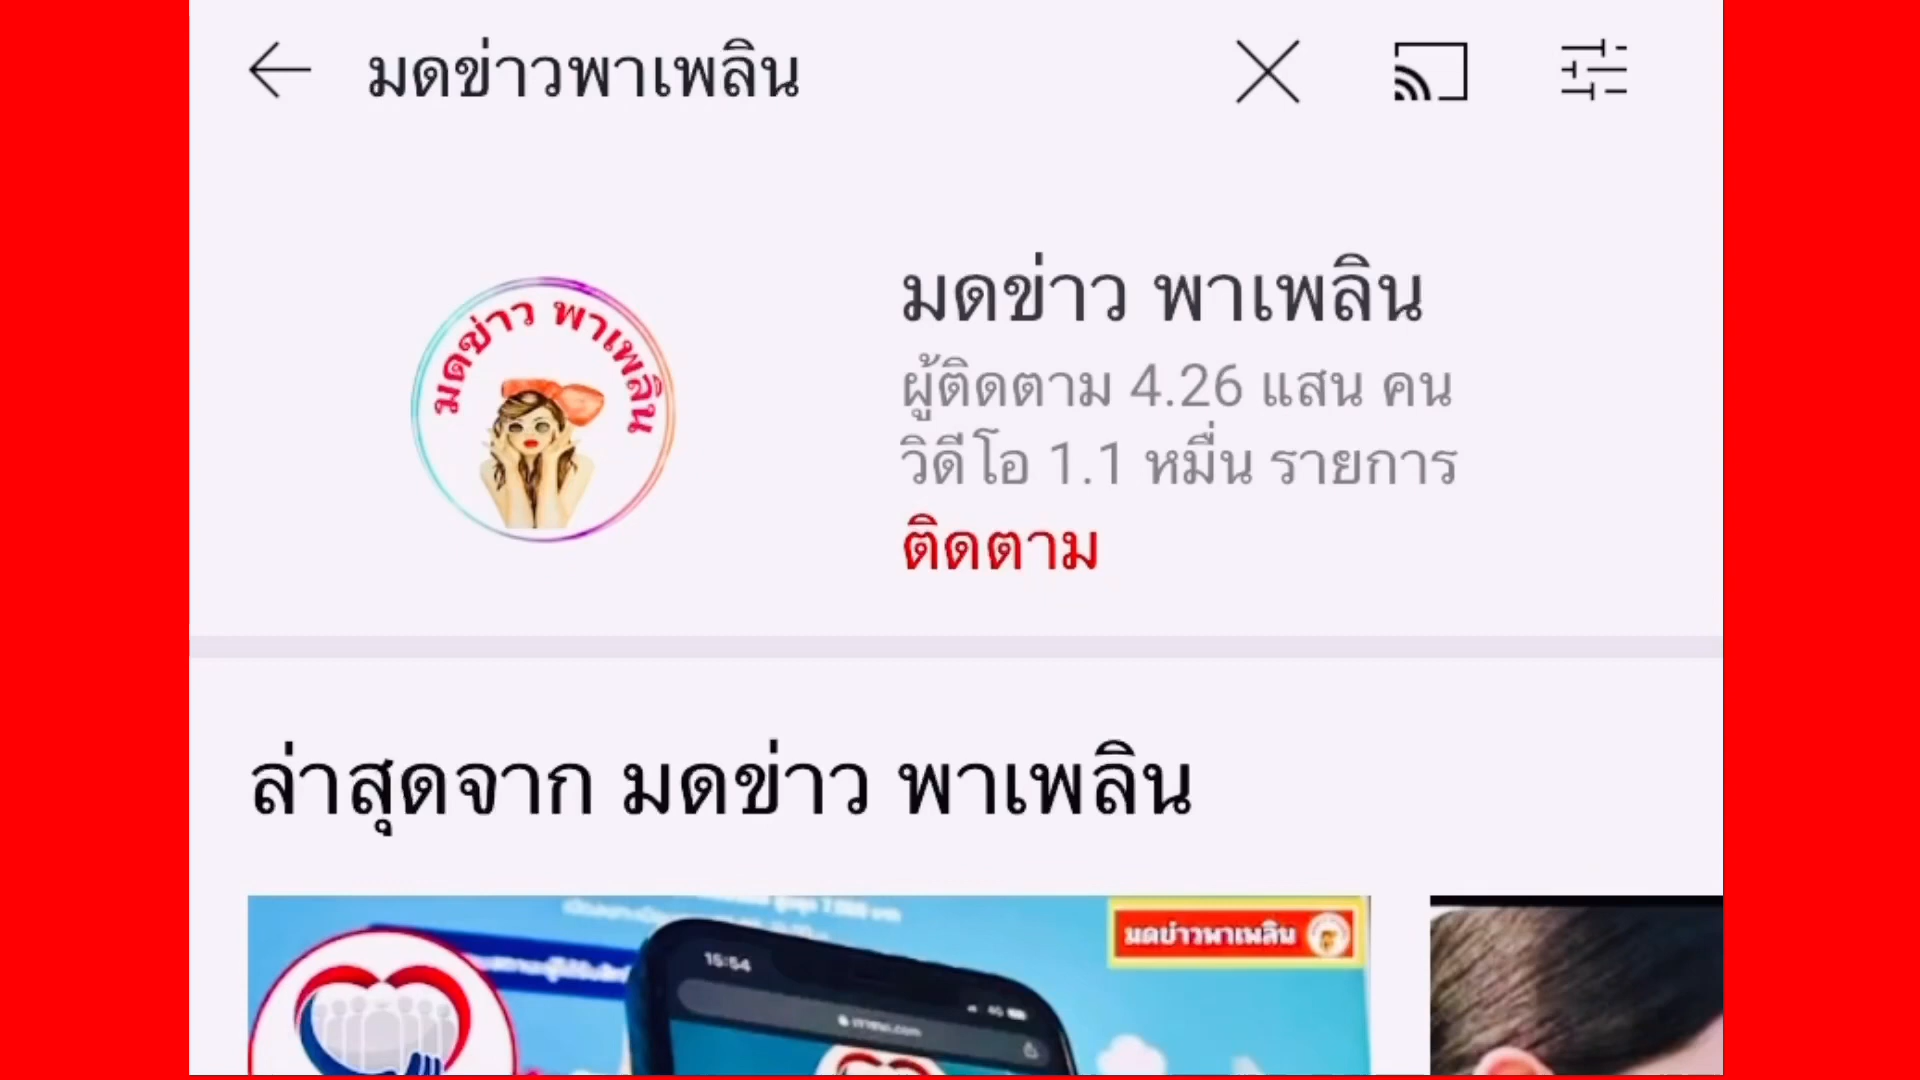 มดข่าวพาเพลิน
มดข่าว พาเพลิน
มดข่าว พาเพลิน
ผู้ติดตาม 4.26 แสน คน
วิดีโอ 1.1 หมื่น รายการ
ติดตาม
ล่าสุดจาก มดข่าว พาเพลิน
มดข่าวพาเพลิน
15:54
4G